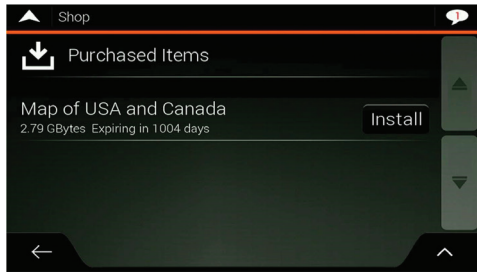 Shop
1
Purchased Items
Map of USA and Canada
2.79 GBytes Expiring in 1004 days
Install